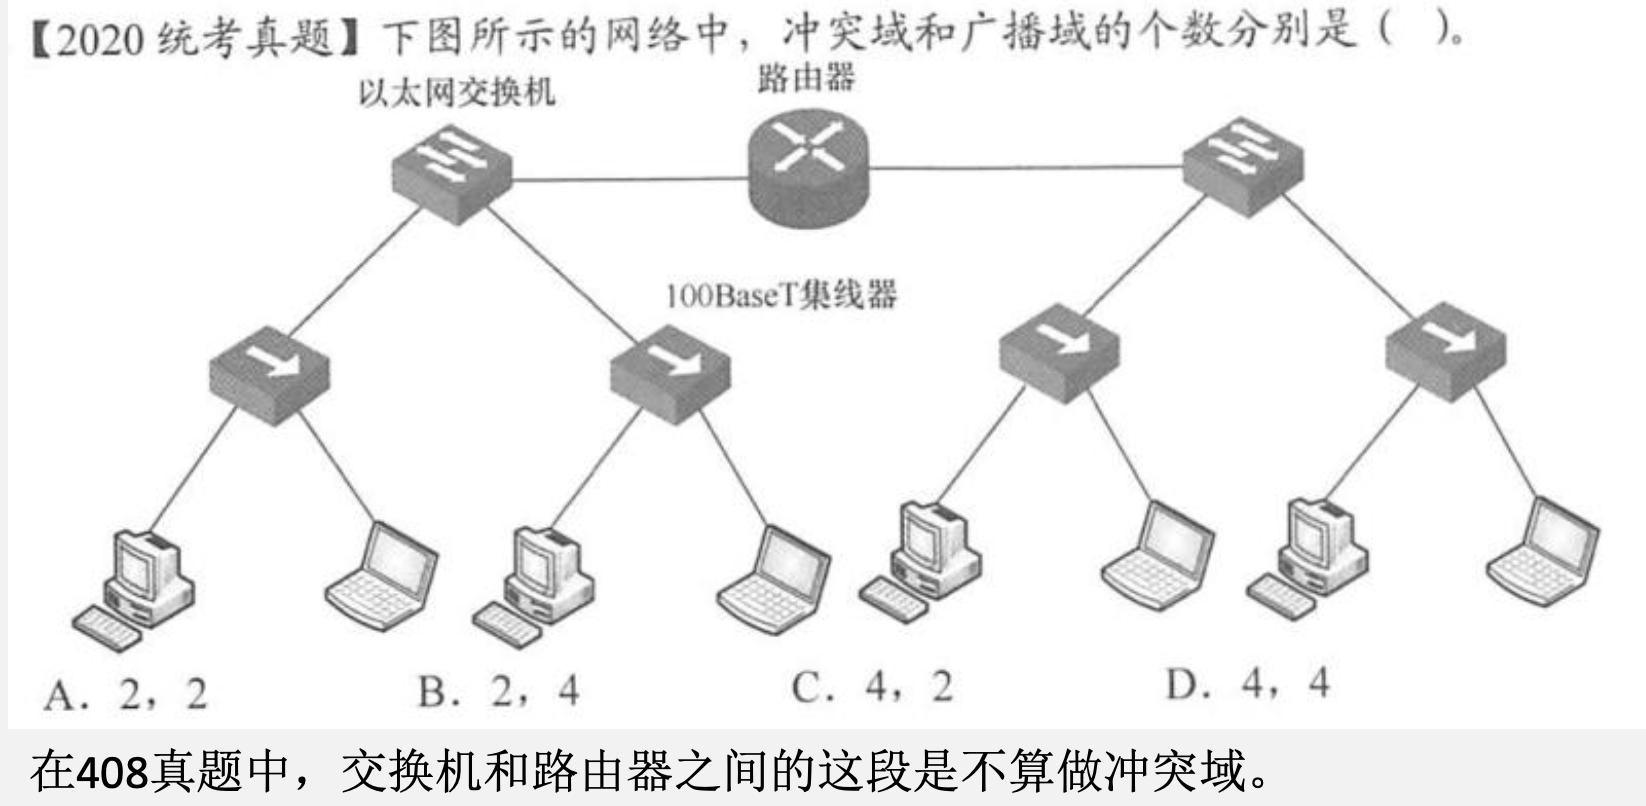 【2020 统考真题】下图所示的网络中，冲突域和广播域的个数分别是（  ）。
以太网交换机
路由器
100BaseT集线器
A. 2，2
B. 2，4
C. 4，2
D. 4，4
在408真题中，交换机和路由器之间的这段是不算做冲突域。